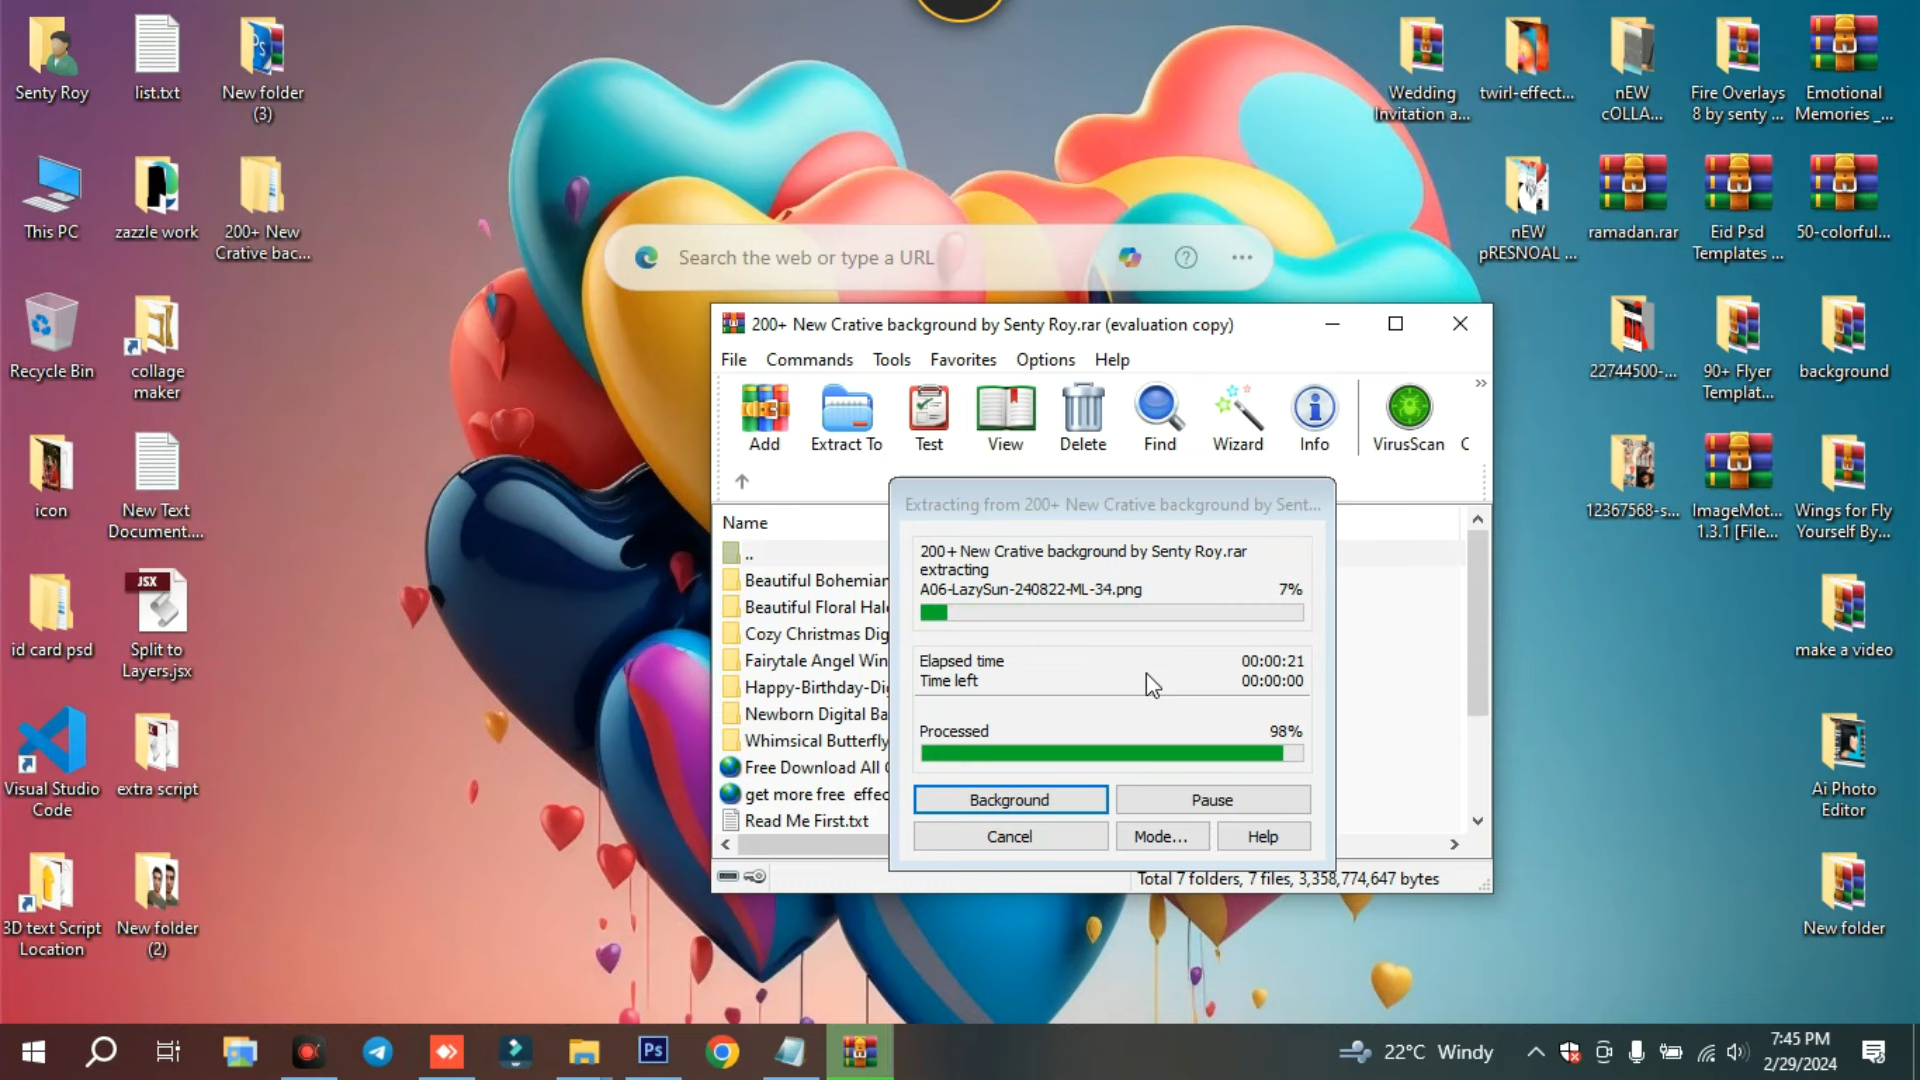 Senty Roy
list.txt
New folder
(3)
This PC
zazzle work
200+ New
Crative bac...
Recycle Bin
collage
maker
icon
New Text
Document....
JSX
id card psd
Split to
Layers.jsx
Visual Studio
Code
extra script
3D text Script
Location
New folder
(2)
Wedding
Invitation a...
twirl-effect...
nEW
cOLLA...
Fire Overlays
8 by senty ...
Emotional
Memories _...
nEW
pRESNOAL ...
ramadan.rar
Eid Psd
Templates ...
50-colorful...
22744500-...
90+ Flyer
Templat...
background
12367568-s...
ImageMot...
1.3.1 [File...
Wings for Fly
Yourself By...
make a video
Ai Photo
Editor
New folder
Search the web or type a URL
200+ New Crative background by Senty Roy.rar (evaluation copy)
File Commands Tools Favorites Options Help
Add Extract To Test View Delete Find Wizard Info VirusScan C
Name
..
Beautiful Bohemian
Beautiful Floral Hal
Cozy Christmas Dig
Fairytale Angel Win
Happy-Birthday-Di
Newborn Digital Ba
Whimsical Butterfly
Free Download All
get more free effec
Read Me First.txt
Total 7 folders, 7 files, 3,358,774,647 bytes
Extracting from 200+ New Crative background by Sent...
200+ New Crative background by Senty Roy.rar
extracting
A06-LazySun-240822-ML-34.png 7%
Elapsed time 00:00:21
Time left 00:00:00
Processed 98%
Background Pause
Cancel Mode... Help
Ps
22°C Windy
7:45 PM
2/29/2024